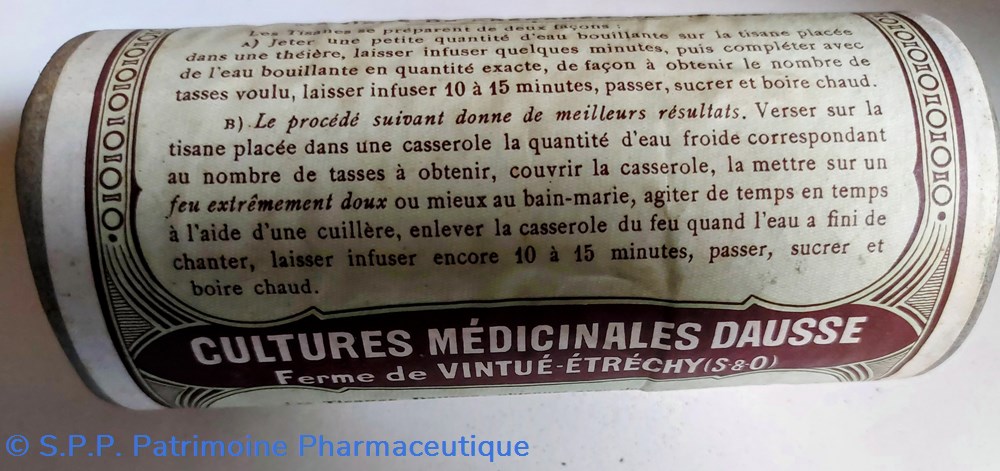 Les Tisanes se préparent de deux façons :
A) Jeter une petite quantité d'eau bouillante sur la tisane placée
dans une théière, laisser infuser quelques minutes, puis compléter avec
de l'eau bouillante en quantité exacte, de façon à obtenir le nombre de
tasses voulu, laisser infuser 10 à 15 minutes, passer, sucrer et boire chaud.
B) Le procédé suivant donne de meilleurs résultats. Verser sur la
tisane placée dans une casserole la quantité d'eau froide correspondant
au nombre de tasses à obtenir, couvrir la casserole, la mettre sur un
feu extrêmement doux ou mieux au bain-marie, agiter de temps en temps
à l'aide d'une cuillère, enlever la casserole du feu quand l'eau a fini de
chanter, laisser infuser encore 10 à 15 minutes, passer, sucrer et
boire chaud.
CULTURES MÉDICINALES DAUSSE
Ferme de VINTUÉ-ÉTRÉCHY (S&O)
Les Tisanes
© S.P.P. Patrimoine Pharmaceutique